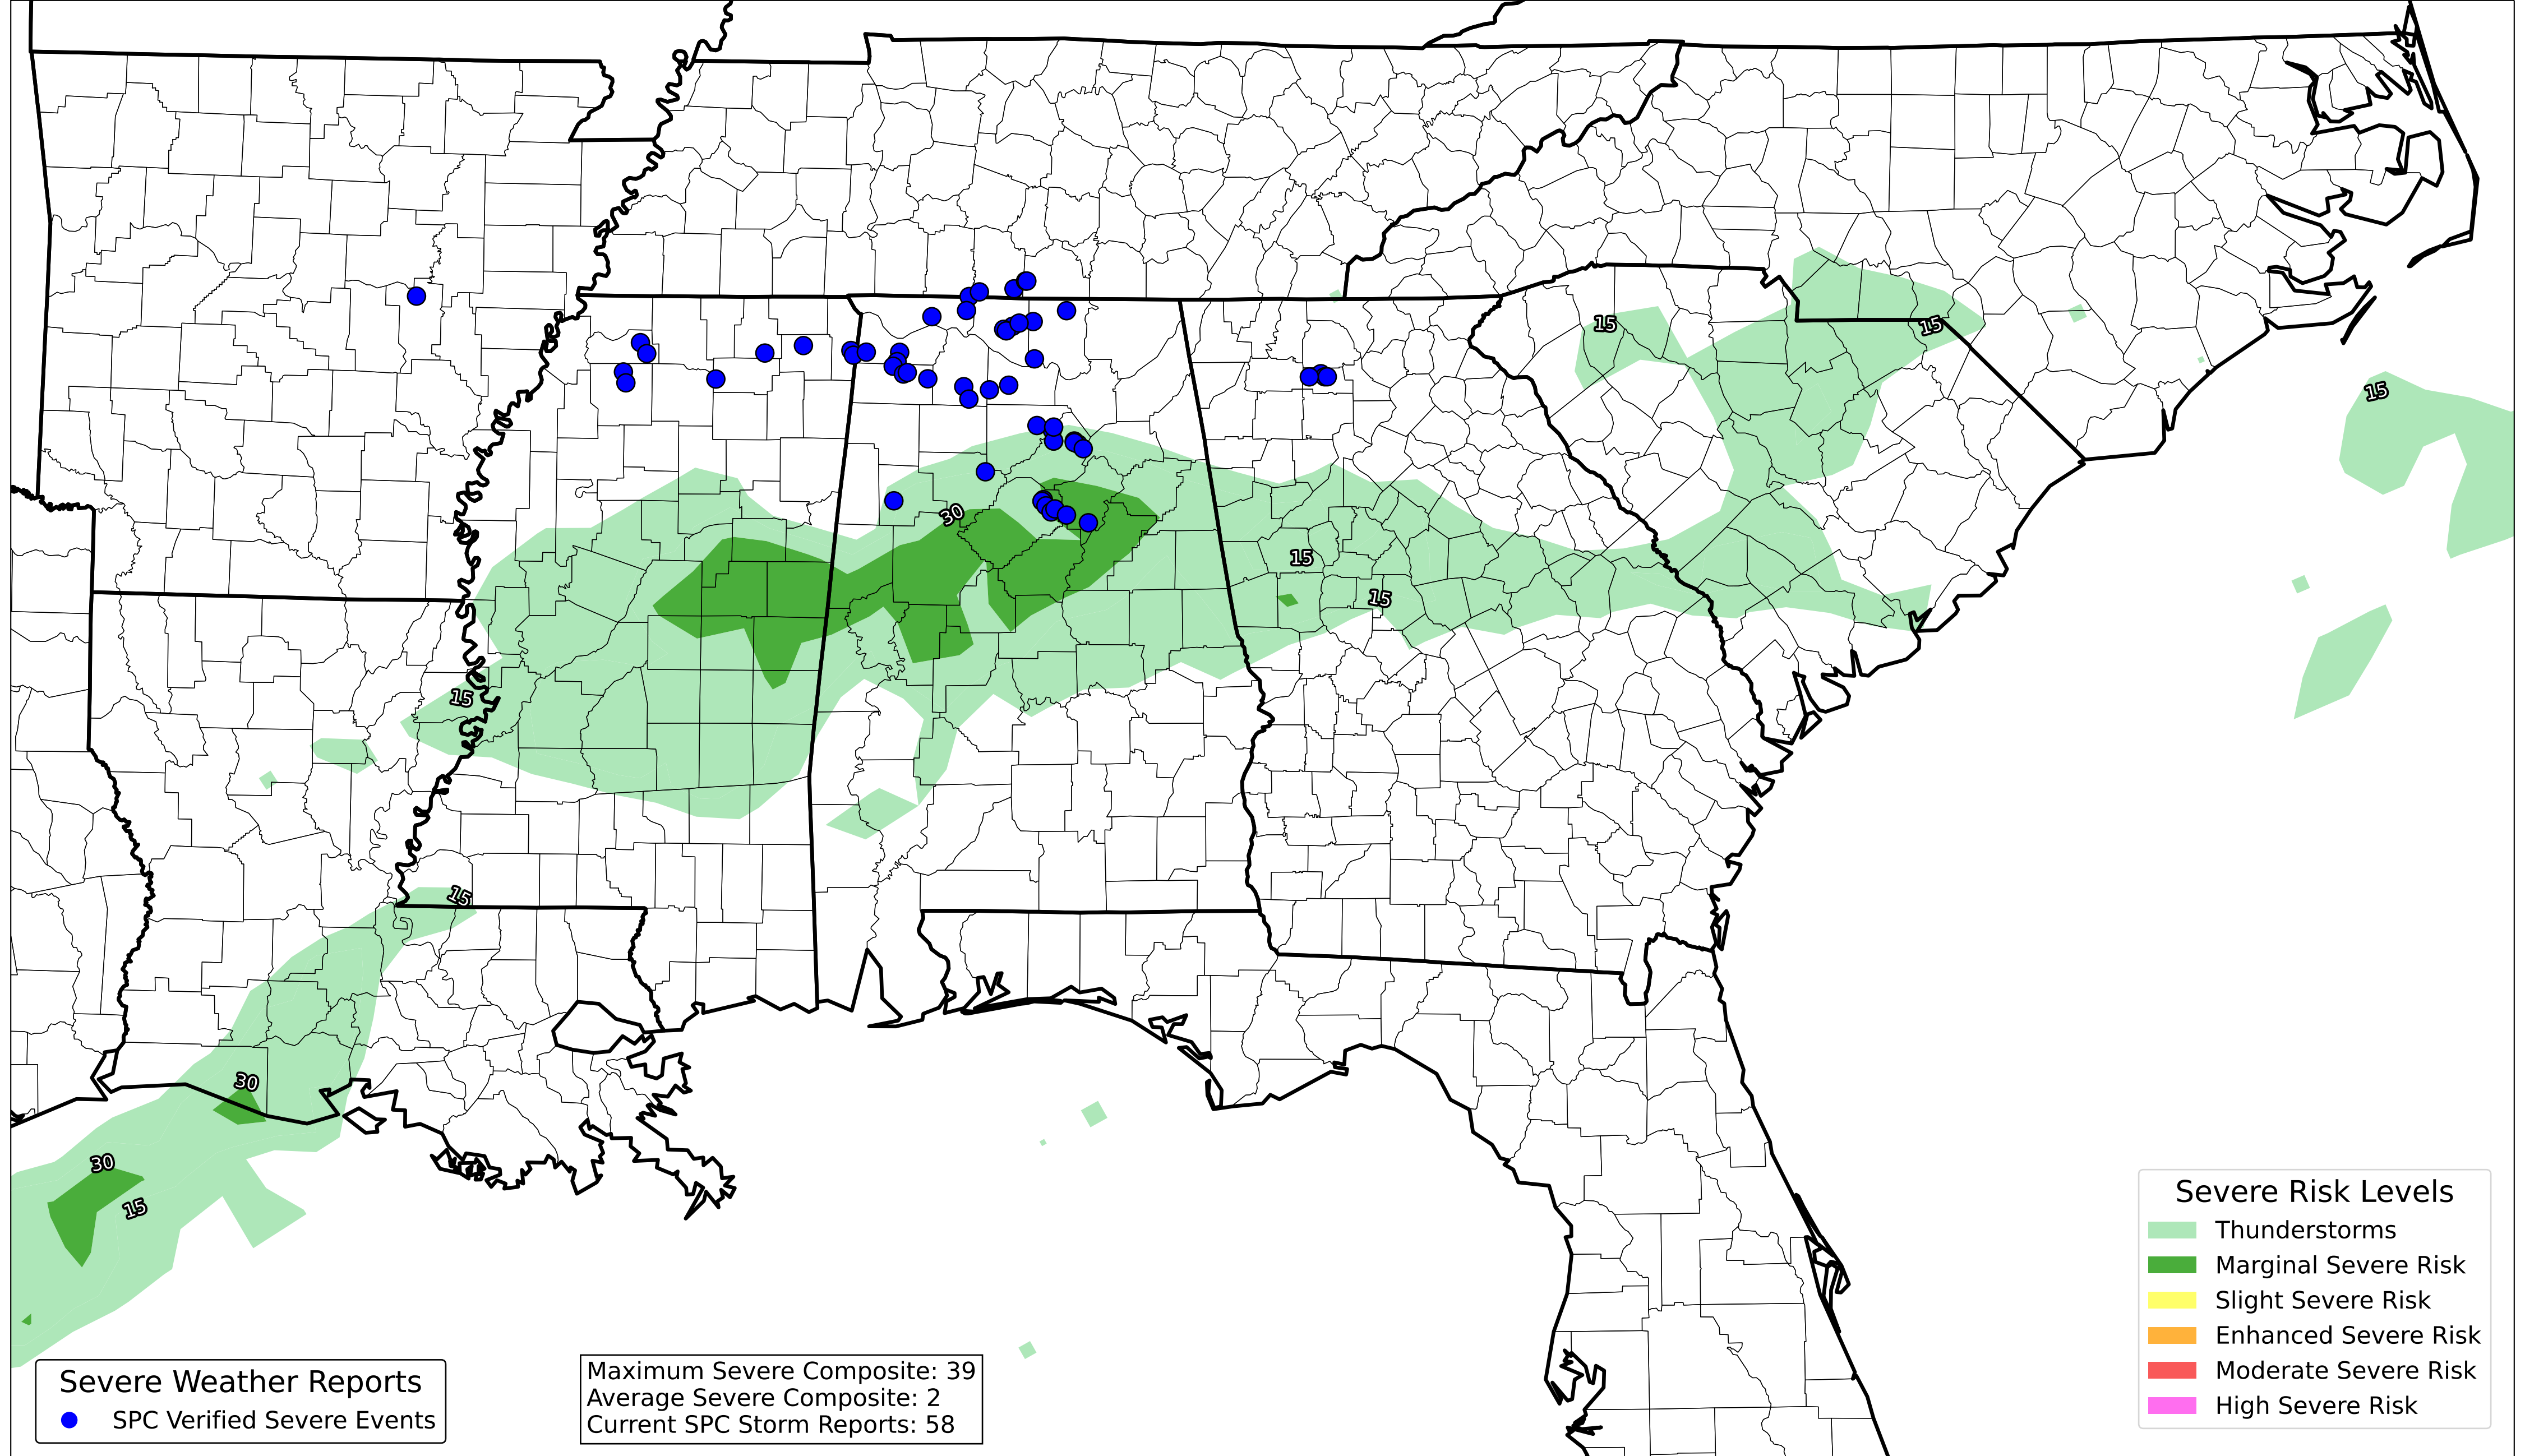 15
15
15
30
15
15
15
15
30
30
15
Severe Weather Reports
SPC Verified Severe Events
Maximum Severe Composite: 39
Average Severe Composite: 2
Current SPC Storm Reports: 58
Severe Risk Levels
Thunderstorms
Marginal Severe Risk
Slight Severe Risk
Enhanced Severe Risk
Moderate Severe Risk
High Severe Risk